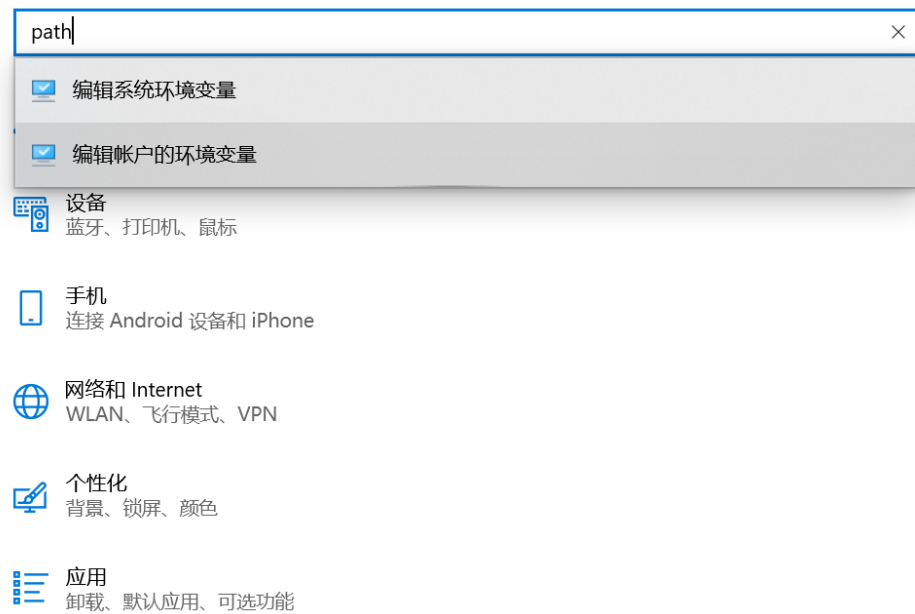 path
编辑系统环境变量
编辑帐户的环境变量
设备
蓝牙、打印机、鼠标
手机
连接 Android 设备和 iPhone
网络和 Internet
WLAN、飞行模式、VPN
个性化
背景、锁屏、颜色
应用
卸载、默认应用、可选功能